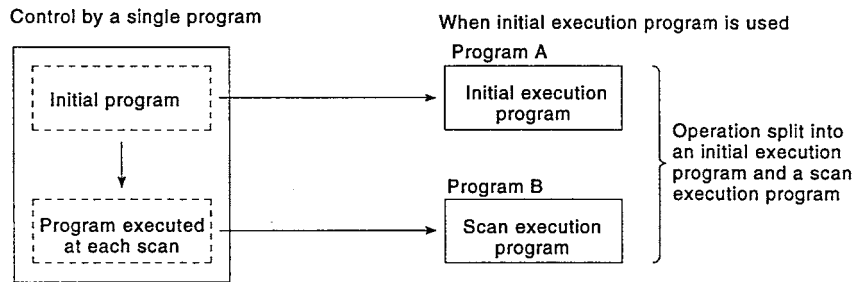 Control by a single program
When initial execution program is used
Initial program
Program executed
at each scan
Program A
Initial execution
program
Program B
Scan execution
program
Operation split into
an initial execution
program and a scan
execution program